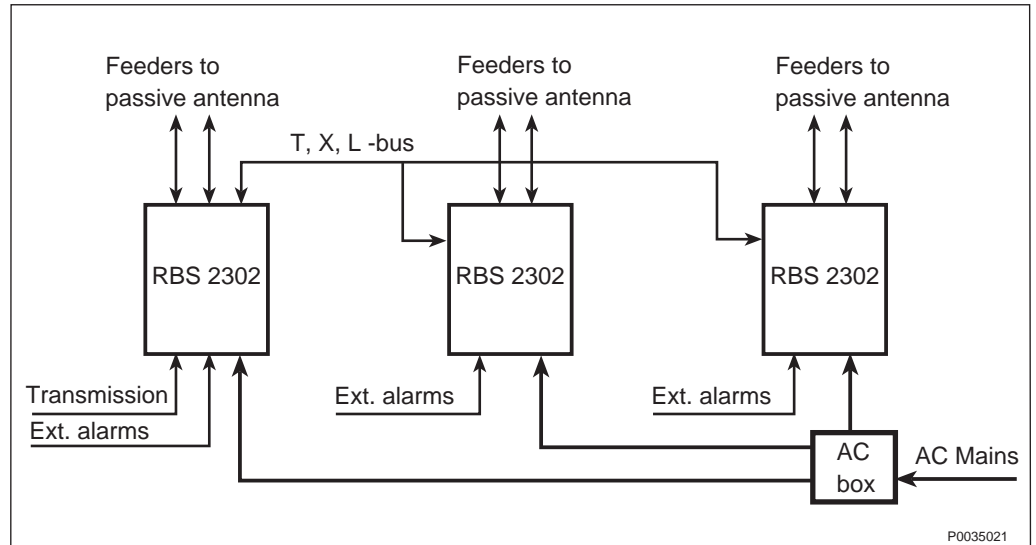 Feeders to
passive antenna
Feeders to
passive antenna
Feeders to
passive antenna
T, X, L -bus
RBS 2302
RBS 2302
RBS 2302
Transmission
Ext. alarms
Ext. alarms
Ext. alarms
AC
box
AC Mains
P0035021